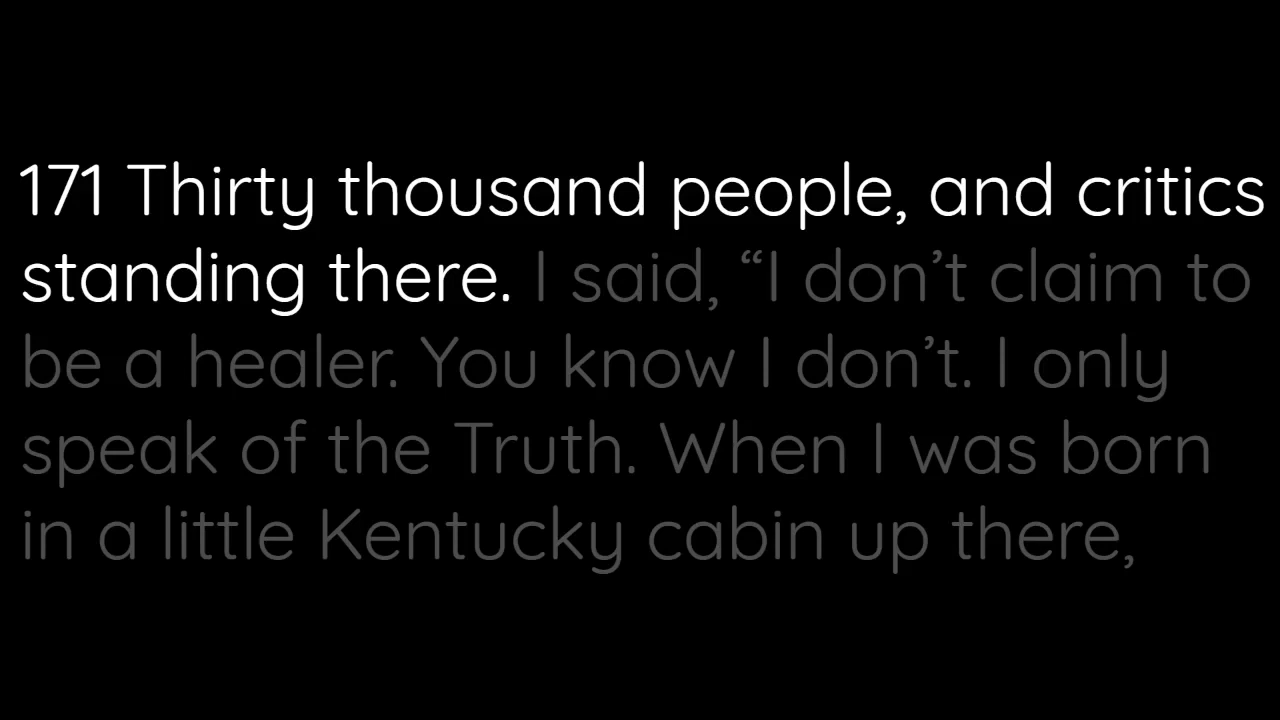 171 Thirty thousand people, and critics
standing there. I said, “I don’t claim to
be a healer. You know I don’t. I only
speak of the Truth. When I was born
in a little Kentucky cabin up there,